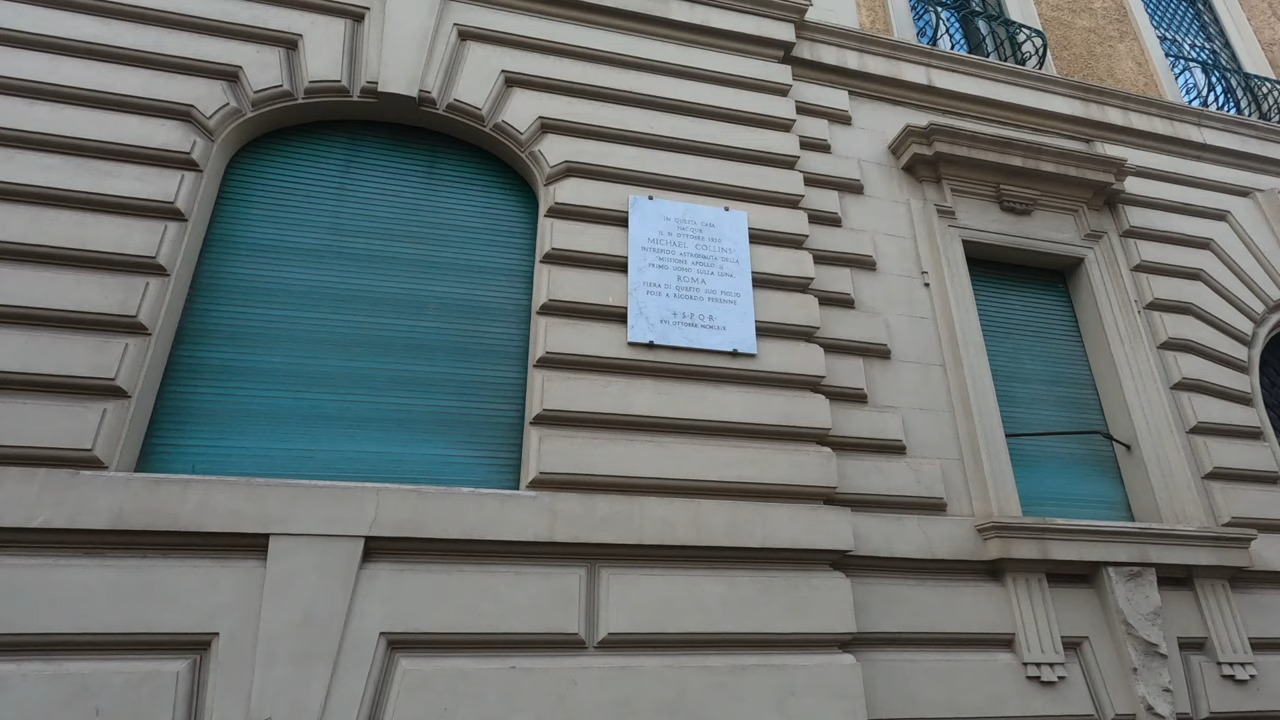 IN QUESTA CASA
NACQUE
IL 31 OTTOBRE 1930
MICHAEL COLLINS
INTREPIDO ASTRONAUTA DELLA
"MISSIONE APOLLO 11
PRIMO UOMO SULLA LUNA.
ROMA
FIERA DI QUESTO SUO FIGLIO
POSE A RICORDO PERENNE
S.P.Q.R.
XVI OTTOBRE MCMLXIX